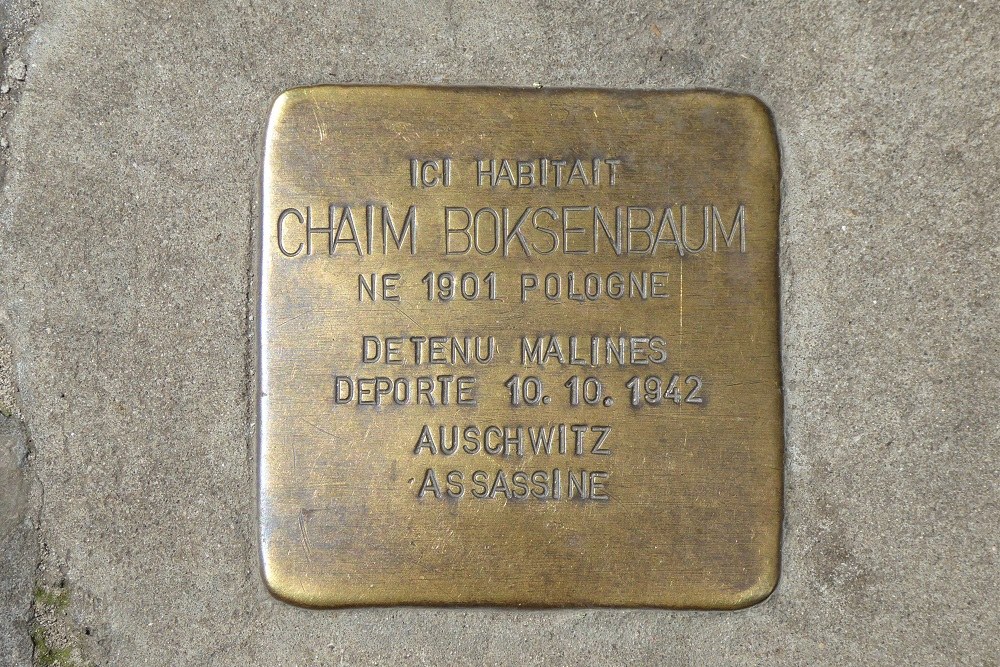 ICI HABITAIT
CHAIM BOKSENBAUM
NE 1901 POLOGNE
DETENU MALINES
DEPORTE 10.10.1942
AUSCHWITZ
ASSASSINE